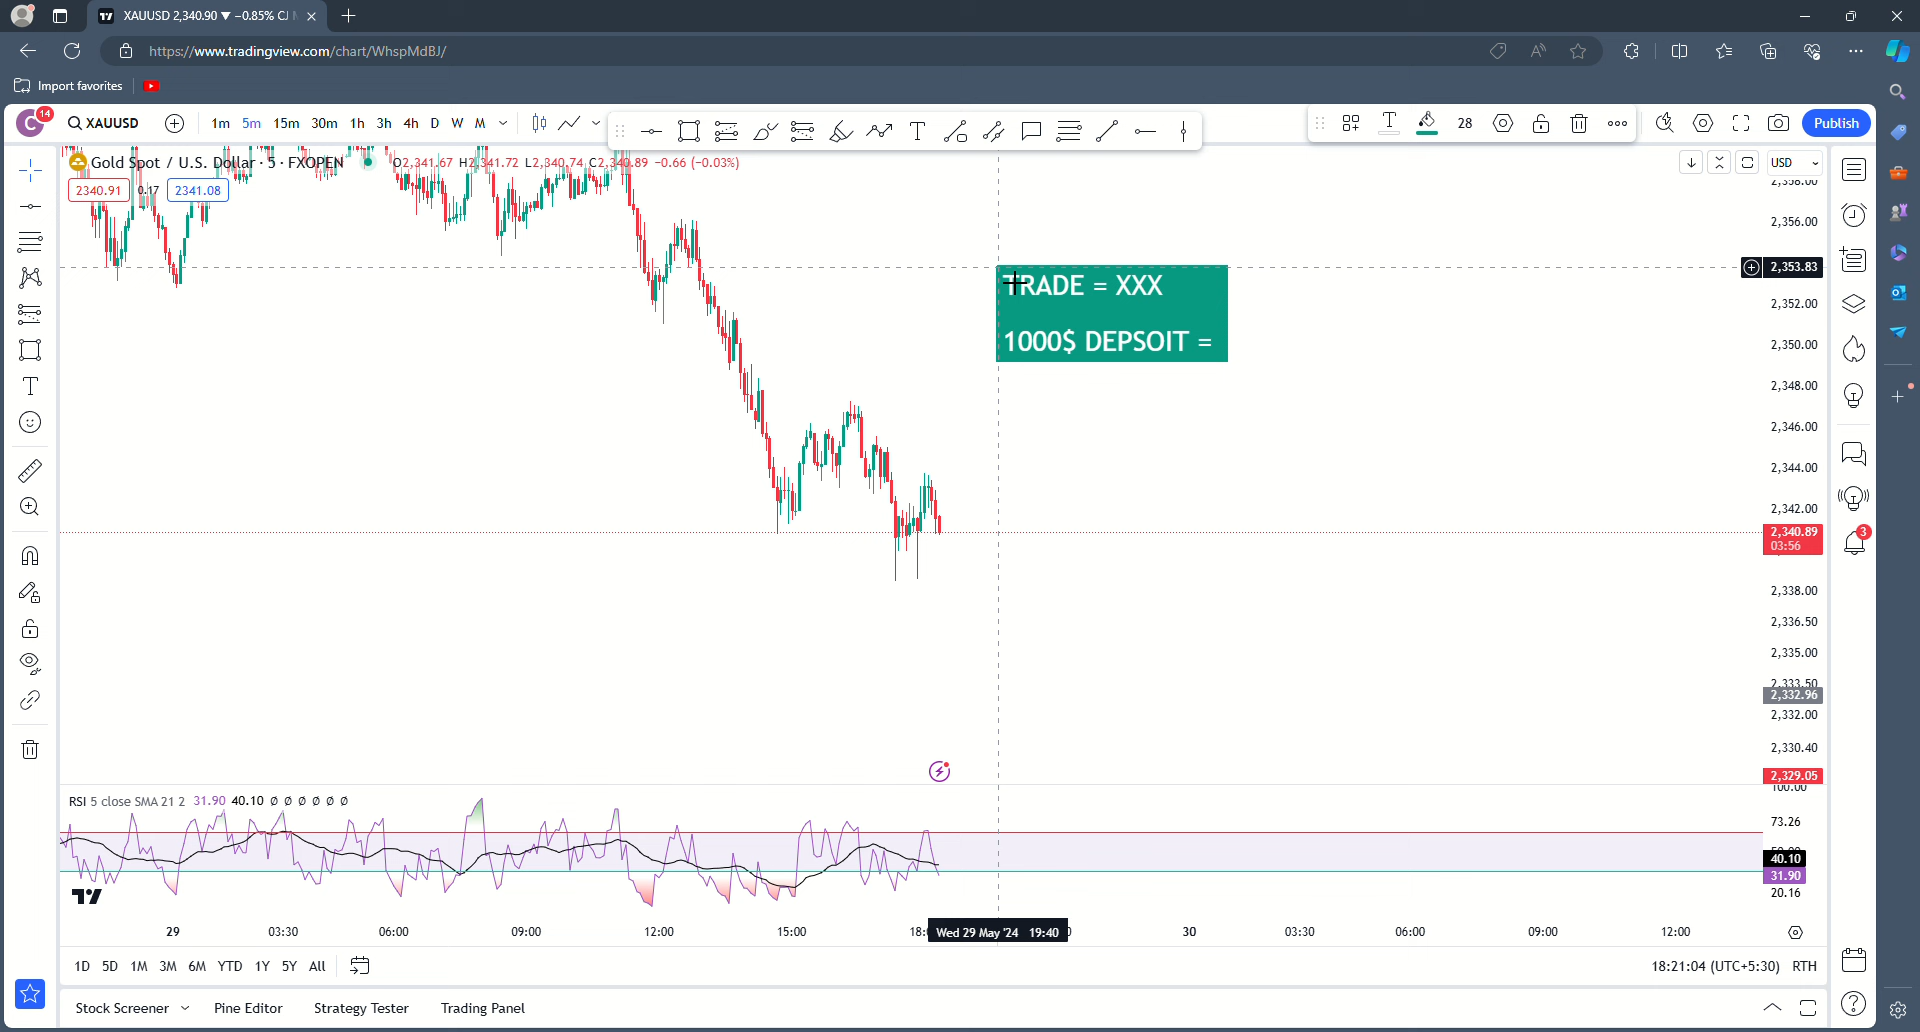 XAUUSD 2,340.90 ▼ −0.85% CJ
https://www.tradingview.com/chart/WhspMdBJ/
Import favorites
C 14 XAUUSD 1m 5m 15m 30m 1h 3h 4h D W M 28 Publish
Gold Spot / U.S. Dollar · 5 · FXOPEN O2,341.67 H2,341.72 L2,340.74 C2,340.89 −0.66 (−0.03%)
USD
2340.91 0.17 2341.08
2,358.00
2,356.00
2,353.83
TRADE = XXX
1000$ DEPSOIT =
2,352.00
2,350.00
2,348.00
2,346.00
2,344.00
2,342.00
2,340.89
03:56
3
2,338.00
2,336.50
2,335.00
2,333.50
2,332.96
2,332.00
2,330.40
2,329.05
100.00
RSI 5 close SMA 21 2 31.90 40.10 ∅ ∅ ∅ ∅ ∅ ∅
73.26
40.10
31.90
20.16
29 03:30 06:00 09:00 12:00 15:00 Wed 29 May '24 19:40 30 03:30 06:00 09:00 12:00
1D 5D 1M 3M 6M YTD 1Y 5Y All
18:21:04 (UTC+5:30) RTH
Stock Screener Pine Editor Strategy Tester Trading Panel